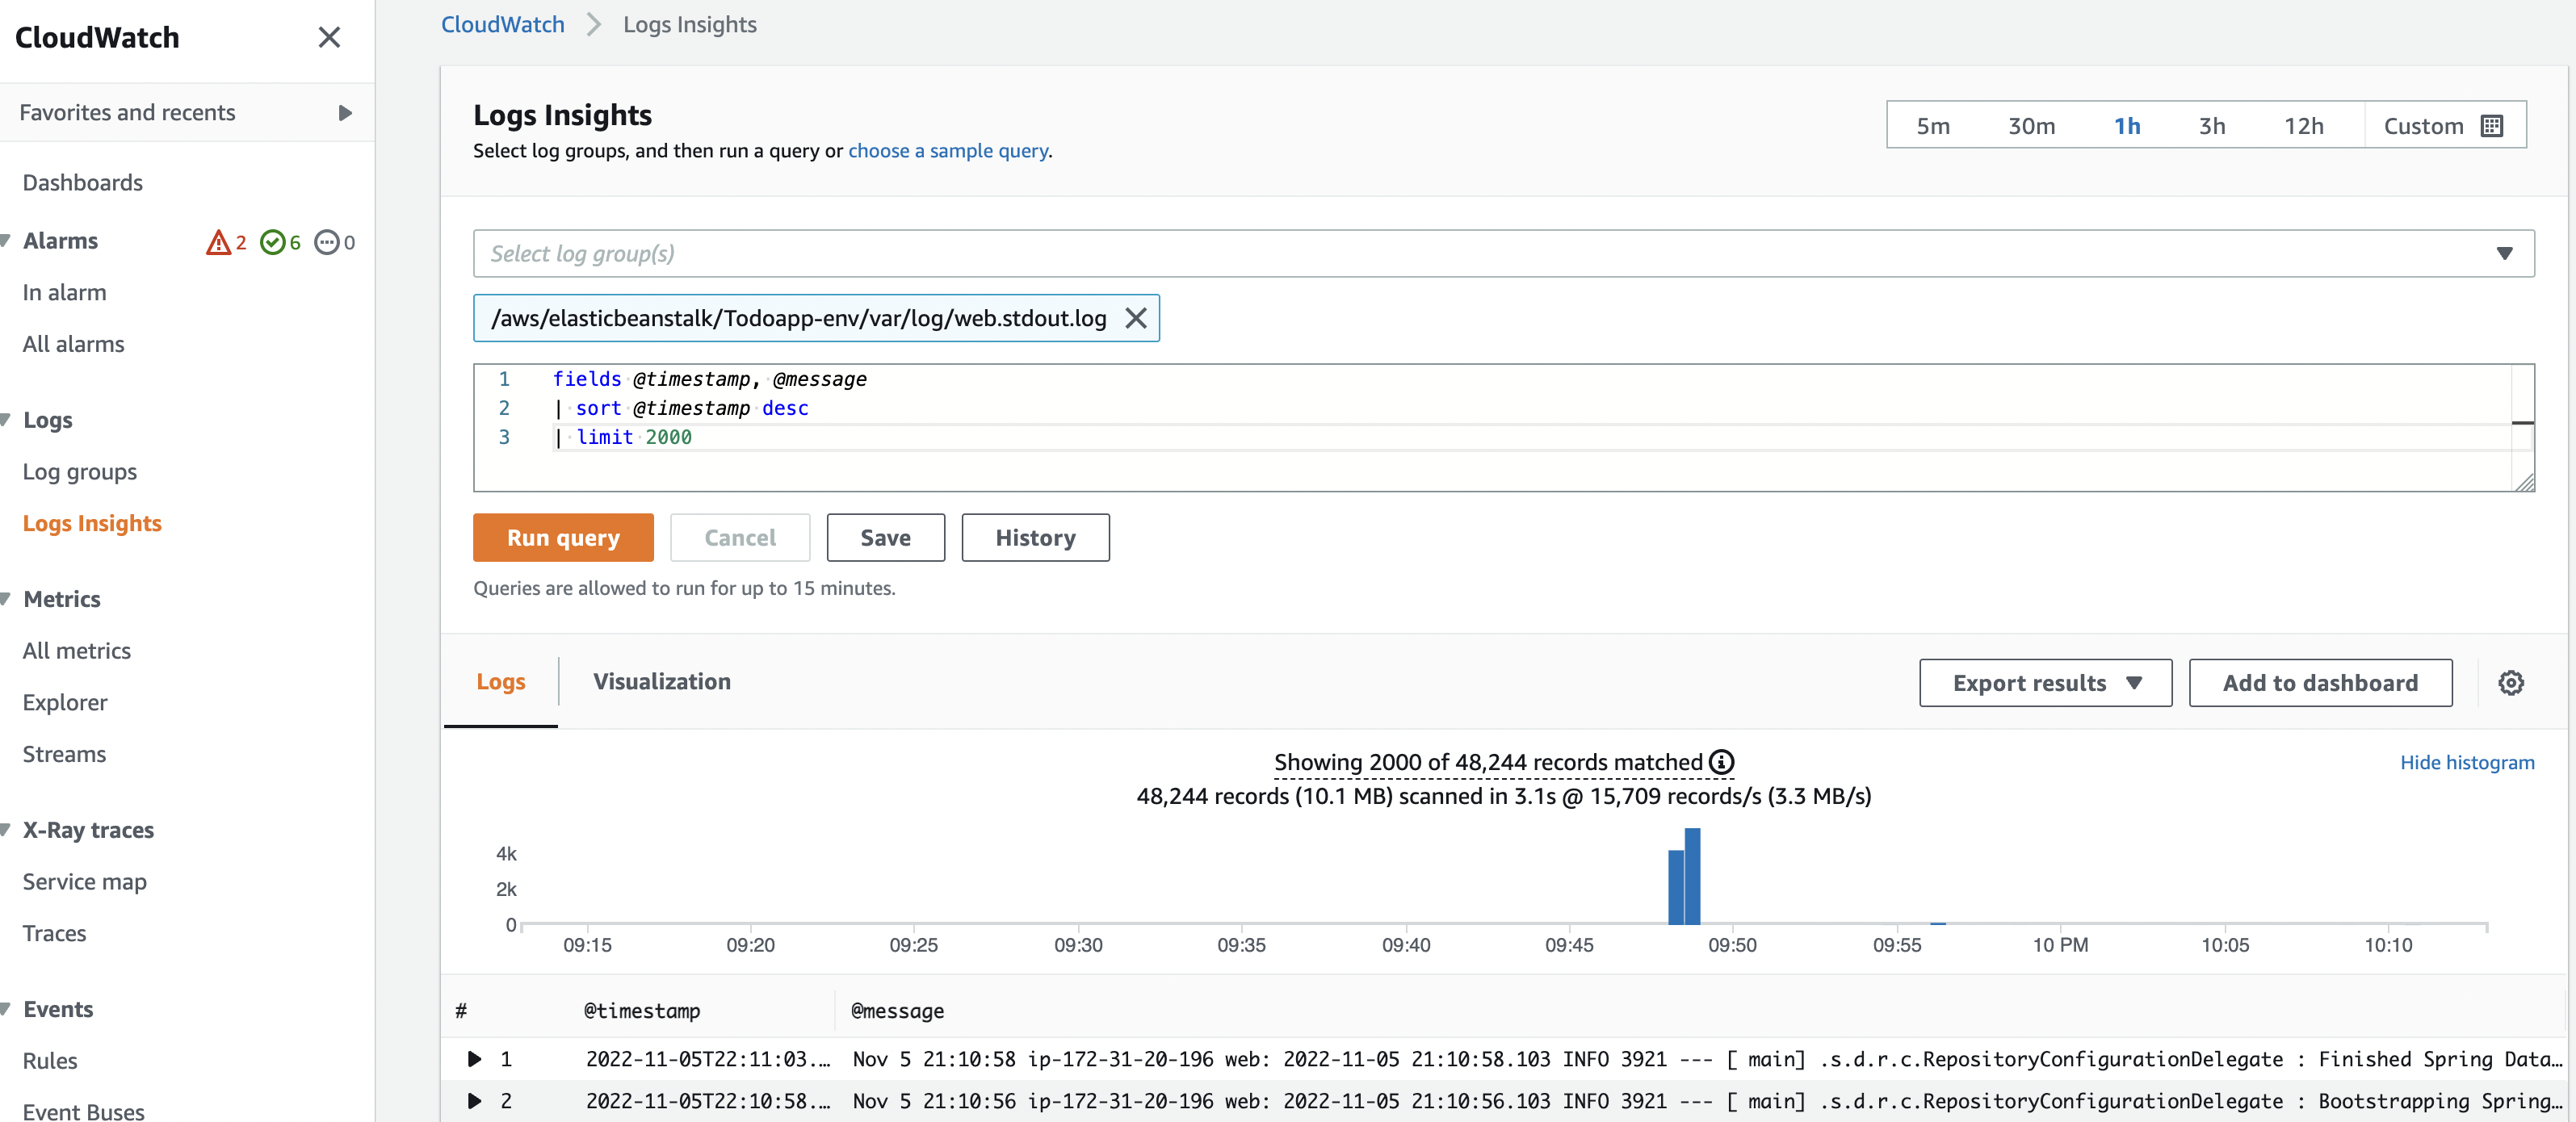 CloudWatch
Favorites and recents
Dashboards
Alarms 2 6 0
In alarm
All alarms
Logs
Log groups
Logs Insights
Metrics
All metrics
Explorer
Streams
X-Ray traces
Service map
Traces
Events
Rules
Event Buses
CloudWatch Logs Insights
Logs Insights
Select log groups, and then run a query or choose a sample query.
5m 30m 1h 3h 12h Custom
Select log group(s)
/aws/elasticbeanstalk/Todoapp-env/var/log/web.stdout.log
1 fields @timestamp, @message
2 | sort @timestamp desc
3 | limit 2000
Run query Cancel Save History
Queries are allowed to run for up to 15 minutes.
Logs Visualization Export results Add to dashboard
Showing 2000 of 48,244 records matched
Hide histogram
48,244 records (10.1 MB) scanned in 3.1s @ 15,709 records/s (3.3 MB/s)
4k
2k
0
09:15 09:20 09:25 09:30 09:35 09:40 09:45 09:50 09:55 10 PM 10:05 10:10
# @timestamp @message
1 2022-11-05T22:11:03.... Nov 5 21:10:58 ip-172-31-20-196 web: 2022-11-05 21:10:58.103 INFO 3921 --- [ main] .s.d.r.c.RepositoryConfigurationDelegate : Finished Spring Data...
2 2022-11-05T22:10:58.... Nov 5 21:10:56 ip-172-31-20-196 web: 2022-11-05 21:10:56.103 INFO 3921 --- [ main] .s.d.r.c.RepositoryConfigurationDelegate : Bootstrapping Spring...